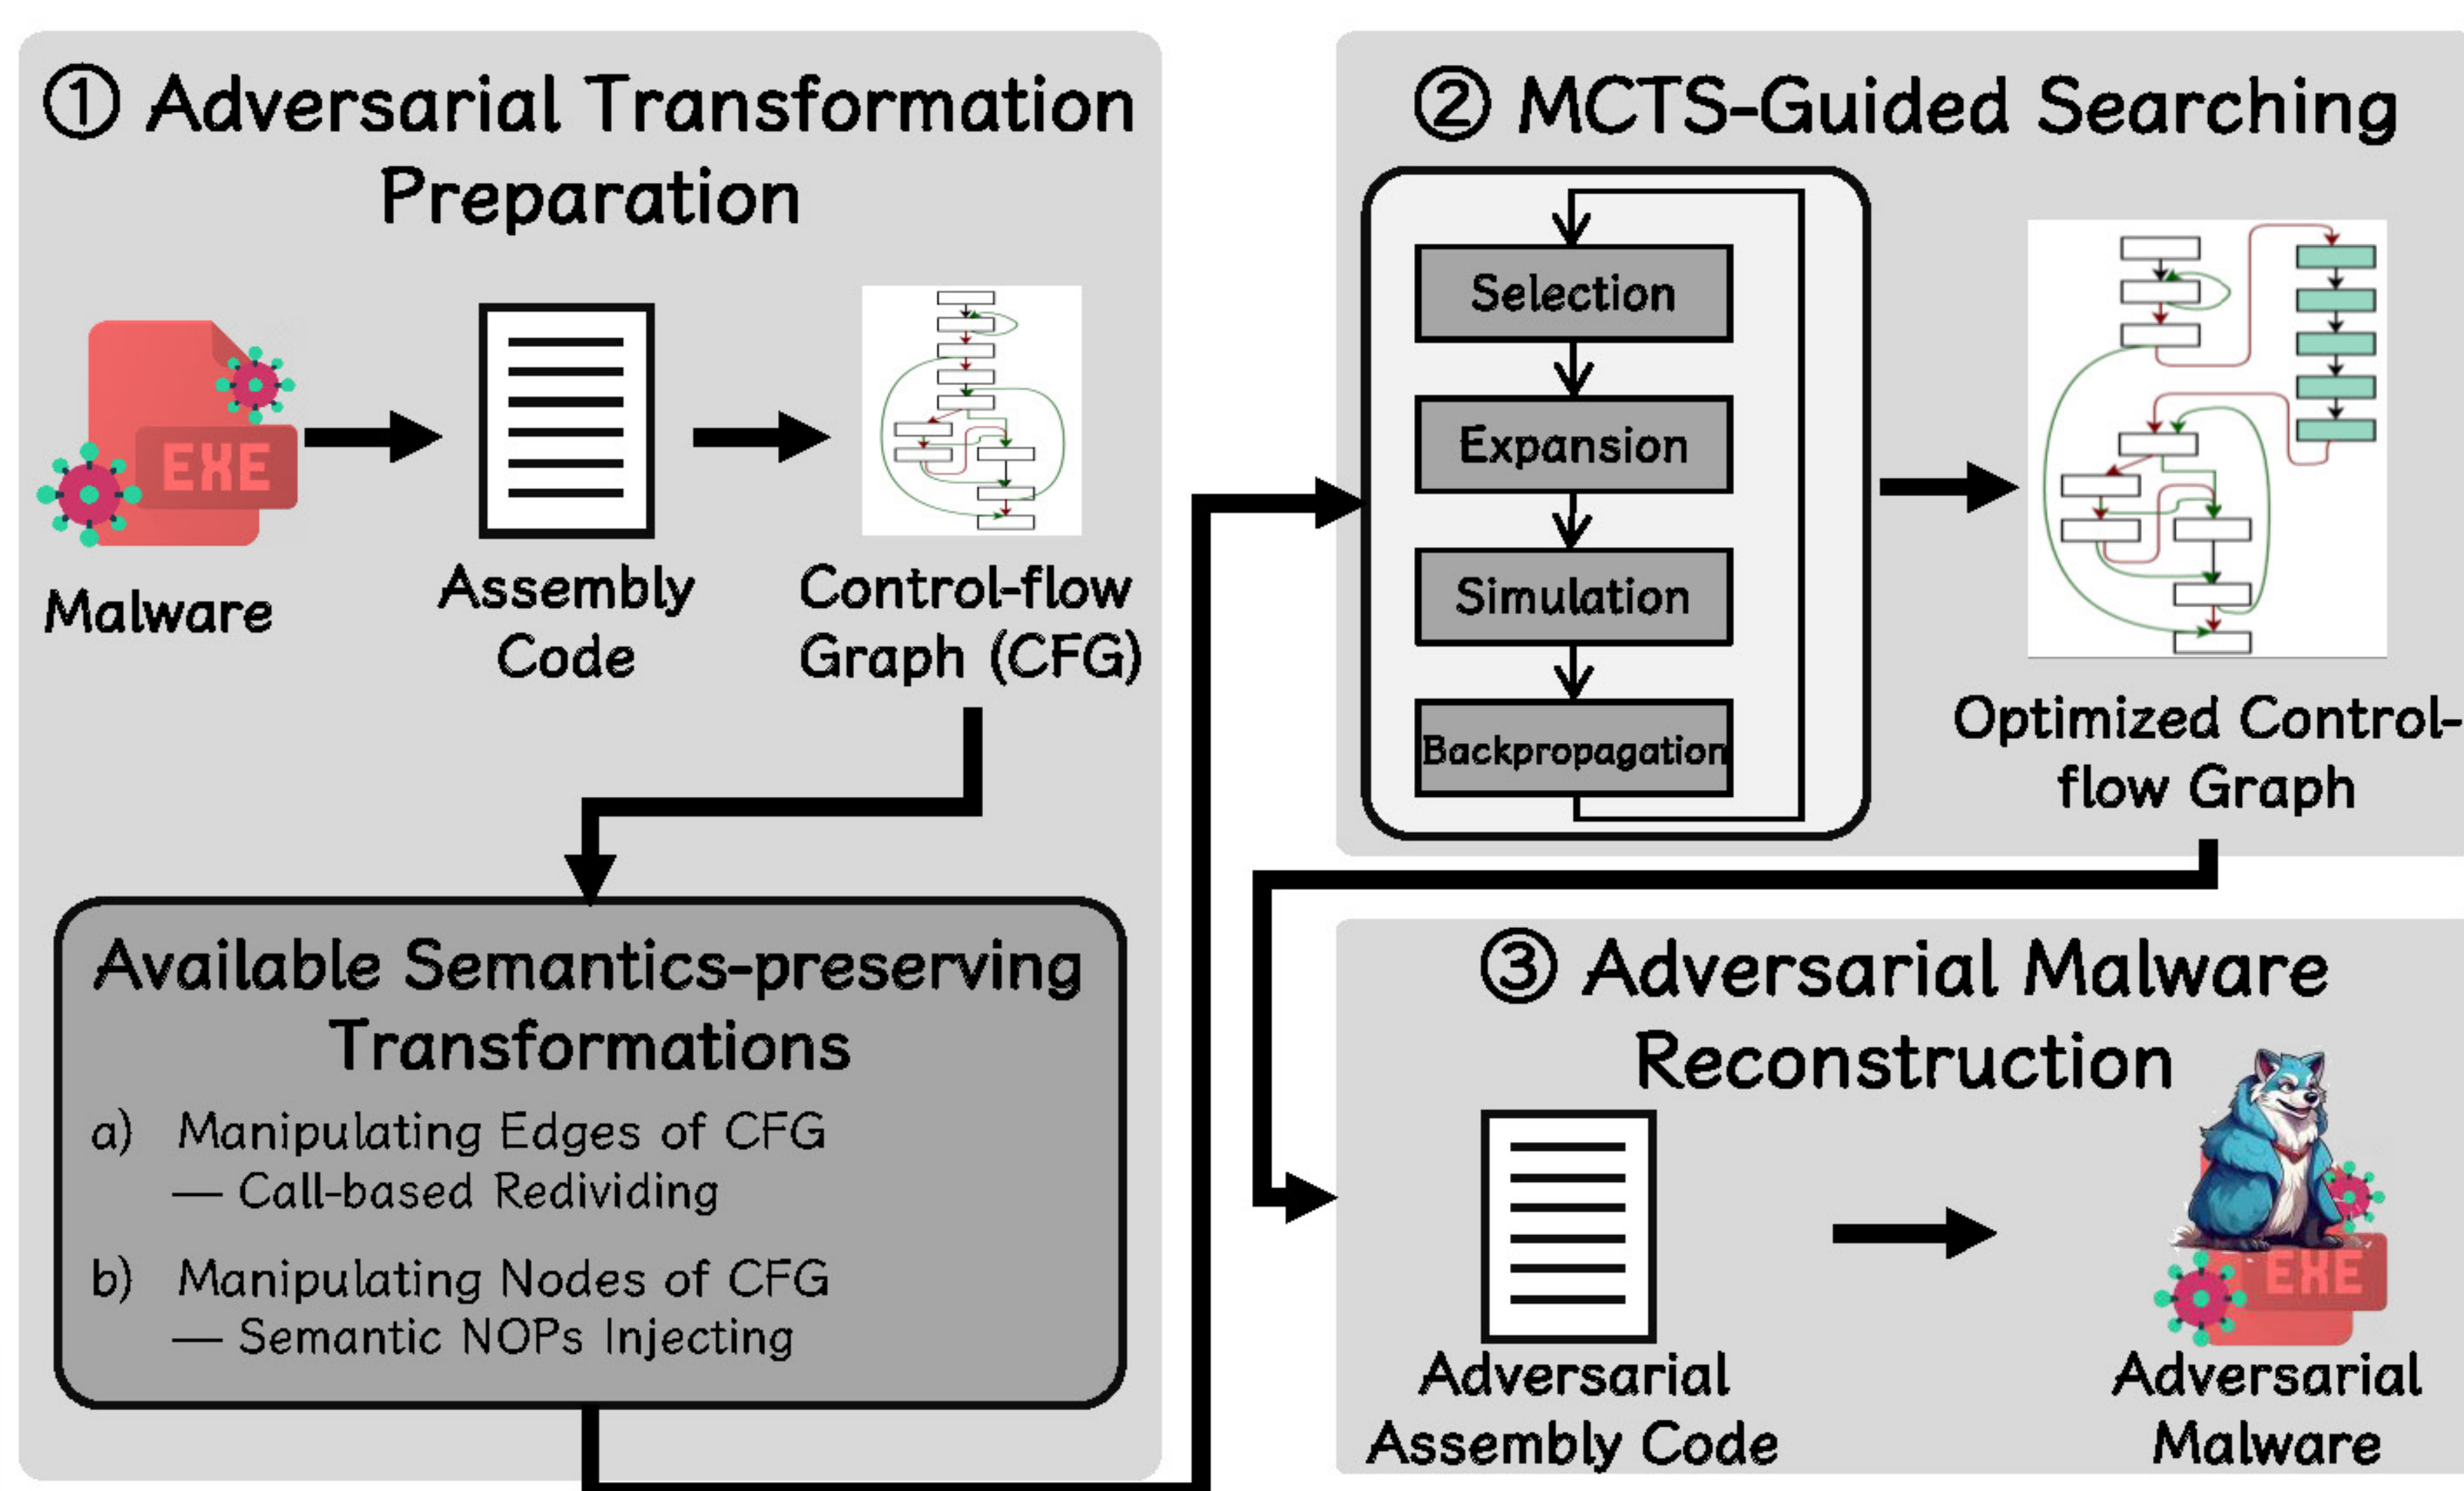 ① Adversarial Transformation
Preparation
EXE
Malware
Assembly
Code
Control-flow
Graph (CFG)
Available Semantics-preserving
Transformations
a) Manipulating Edges of CFG
— Call-based Redividing
b) Manipulating Nodes of CFG
— Semantic NOPs Injecting
② MCTS-Guided Searching
Selection
Expansion
Simulation
Backpropagation
Optimized Control-
flow Graph
③ Adversarial Malware
Reconstruction
Adversarial
Assembly Code
EXE
Adversarial
Malware